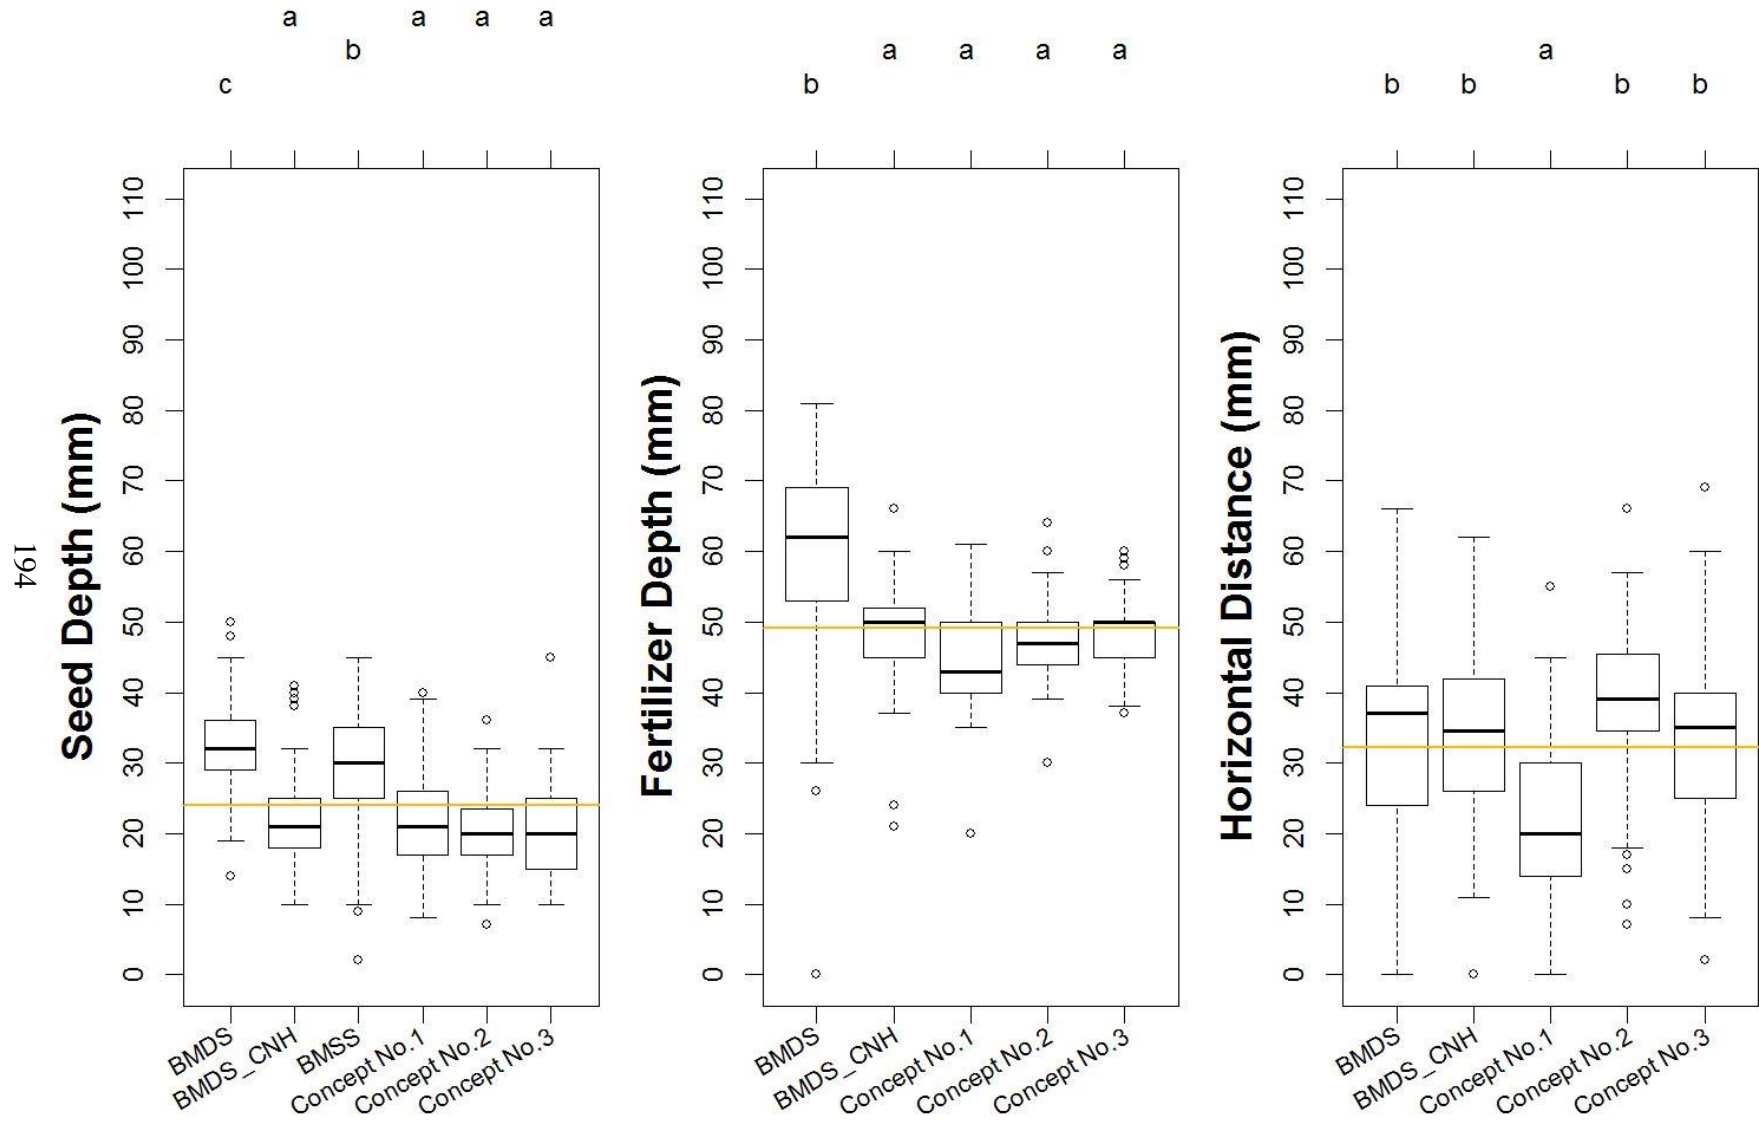 a a a a
b
c
Seed Depth (mm)
0 10 20 30 40 50 60 70 80 90 100 110
BMDS
BMDS_CNH
BMSS
Concept No.1
Concept No.2
Concept No.3
a a a a
b
Fertilizer Depth (mm)
0 10 20 30 40 50 60 70 80 90 100 110
BMDS
BMDS_CNH
Concept No.1
Concept No.2
Concept No.3
a
b b b b
Horizontal Distance (mm)
0 10 20 30 40 50 60 70 80 90 100 110
BMDS
BMDS_CNH
Concept No.1
Concept No.2
Concept No.3
194